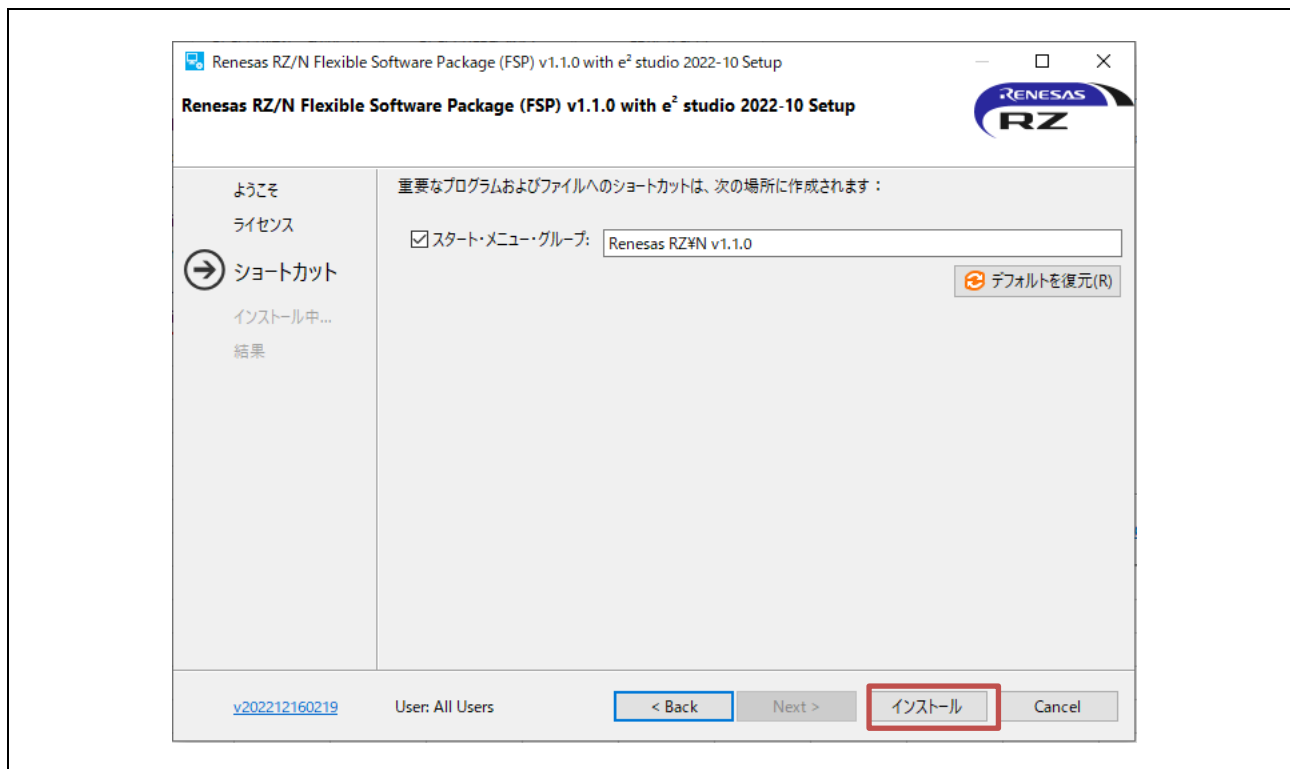 Renesas RZ/N Flexible Software Package (FSP) v1.1.0 with e² studio 2022-10 Setup
Renesas RZ/N Flexible Software Package (FSP) v1.1.0 with e² studio 2022-10 Setup
RENESAS
RZ
ようこそ
ライセンス
ショートカット
インストール中...
結果
重要なプログラムおよびファイルへのショートカットは、次の場所に作成されます：
スタート・メニュー・グループ: Renesas RZ¥N v1.1.0
デフォルトを復元(R)
v202212160219 User: All Users < Back Next > インストール Cancel